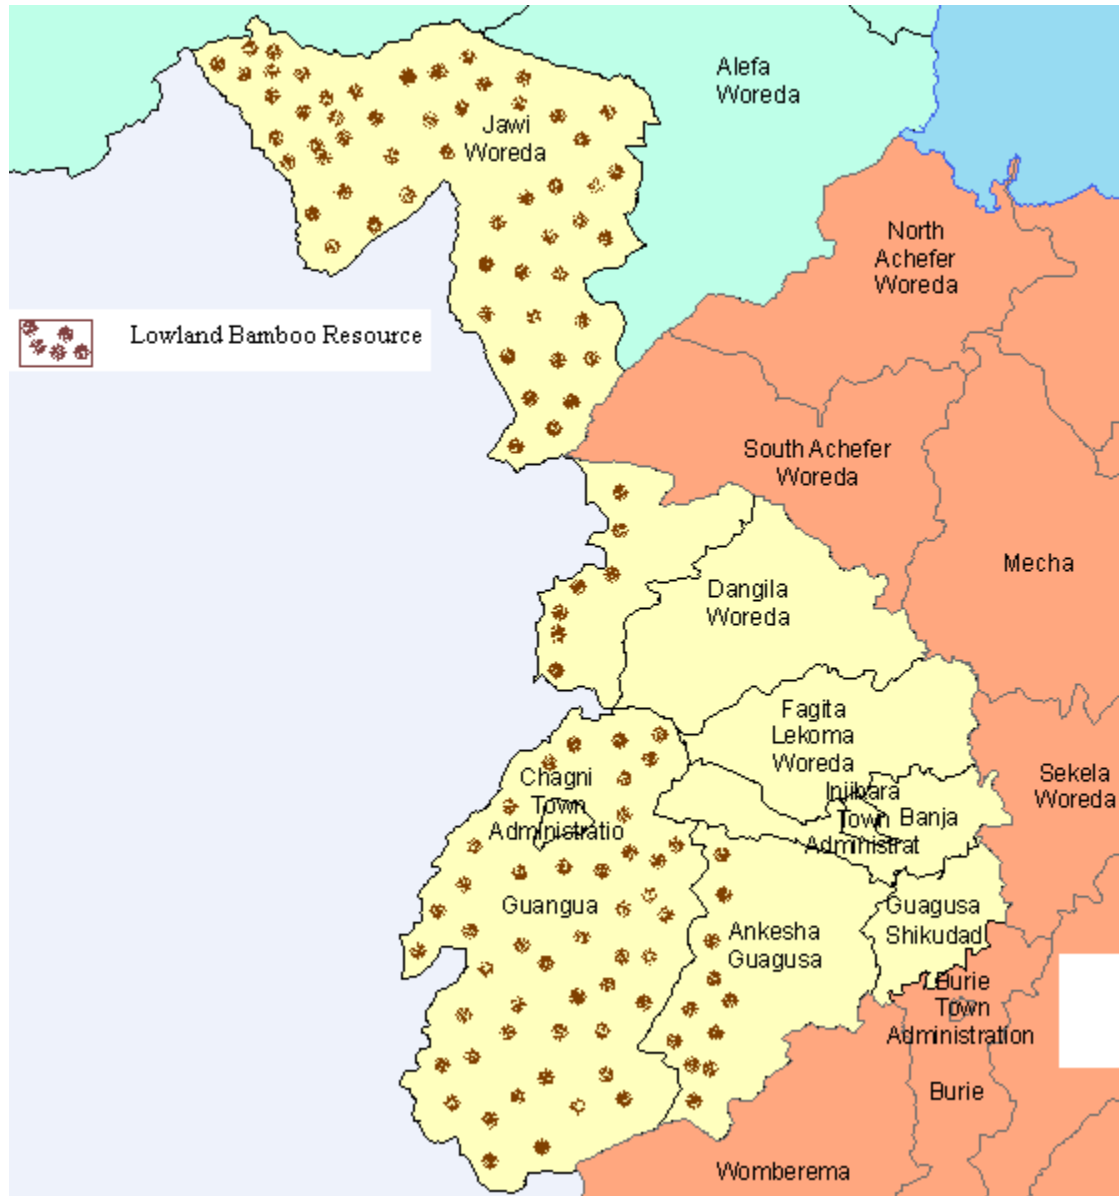 Alefa
Woreda
Jawi
Woreda
North
Achefer
Woreda
Lowland Bamboo Resource
South Achefer
Woreda
Mecha
Dangila
Woreda
Fagita
Lekoma
Woreda
Sekela
Woreda
Chagni
Town
Administratio
Injibara
Town
Administrat
Banja
Guangua
Ankesha
Guagusa
Guagusa
Shikudad
Burie
Town
Administration
Burie
Womberema